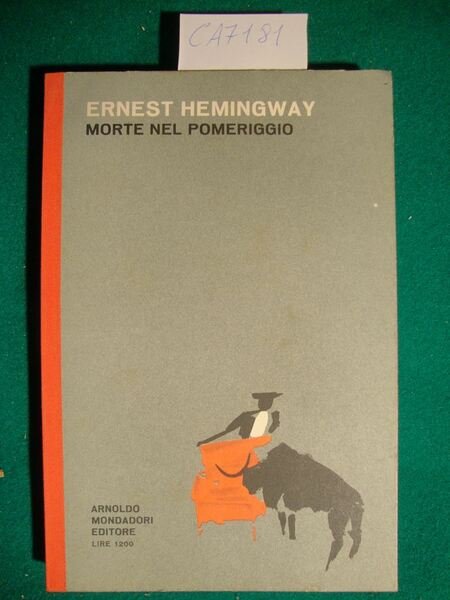 CA7181
ERNEST HEMINGWAY
MORTE NEL POMERIGGIO
ARNOLDO
MONDADORI
EDITORE
LIRE 1200